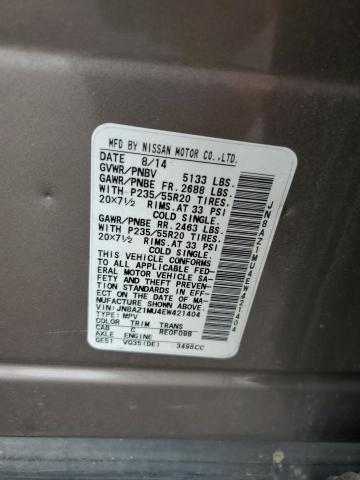 MFD BY NISSAN MOTOR CO.,LTD.
DATE 8/14
GVWR/PNBV 5133 LBS.
GAWR/PNBE FR. 2688 LBS.
WITH P235/55R20 TIRES,
20X7½ RIMS.AT 33 PSI
COLD SINGLE.
GAWR/PNBE RR. 2463 LBS.
WITH P235/55R20 TIRES,
20X7½ RIMS.AT 33 PSI
COLD SINGLE.
THIS VEHICLE CONFORMS
TO ALL APPLICABLE FED-
ERAL MOTOR VEHICLE SA-
FETY AND THEFT PREVEN-
TION STANDARDS IN EFF-
ECT ON THE DATE OF MA-
NUFACTURE SHOWN ABOVE.
VIN:JN8AZ1MU4EW421404
TYPE:MPV
COLOR TRIM TRANS
CAB C RE0F09B
AXLE ENGINE
GE51 VQ35(DE) 3498CC
JN8AZ1MU4EW421404